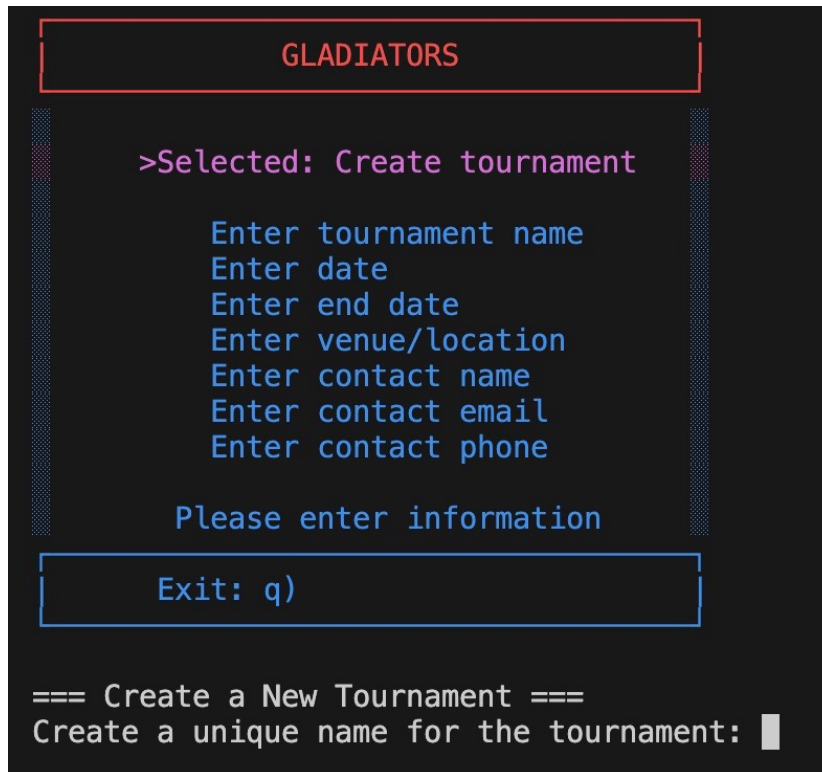 GLADIATORS
>Selected: Create tournament
Enter tournament name
Enter date
Enter end date
Enter venue/location
Enter contact name
Enter contact email
Enter contact phone
Please enter information
Exit: q)
=== Create a New Tournament ===
Create a unique name for the tournament: